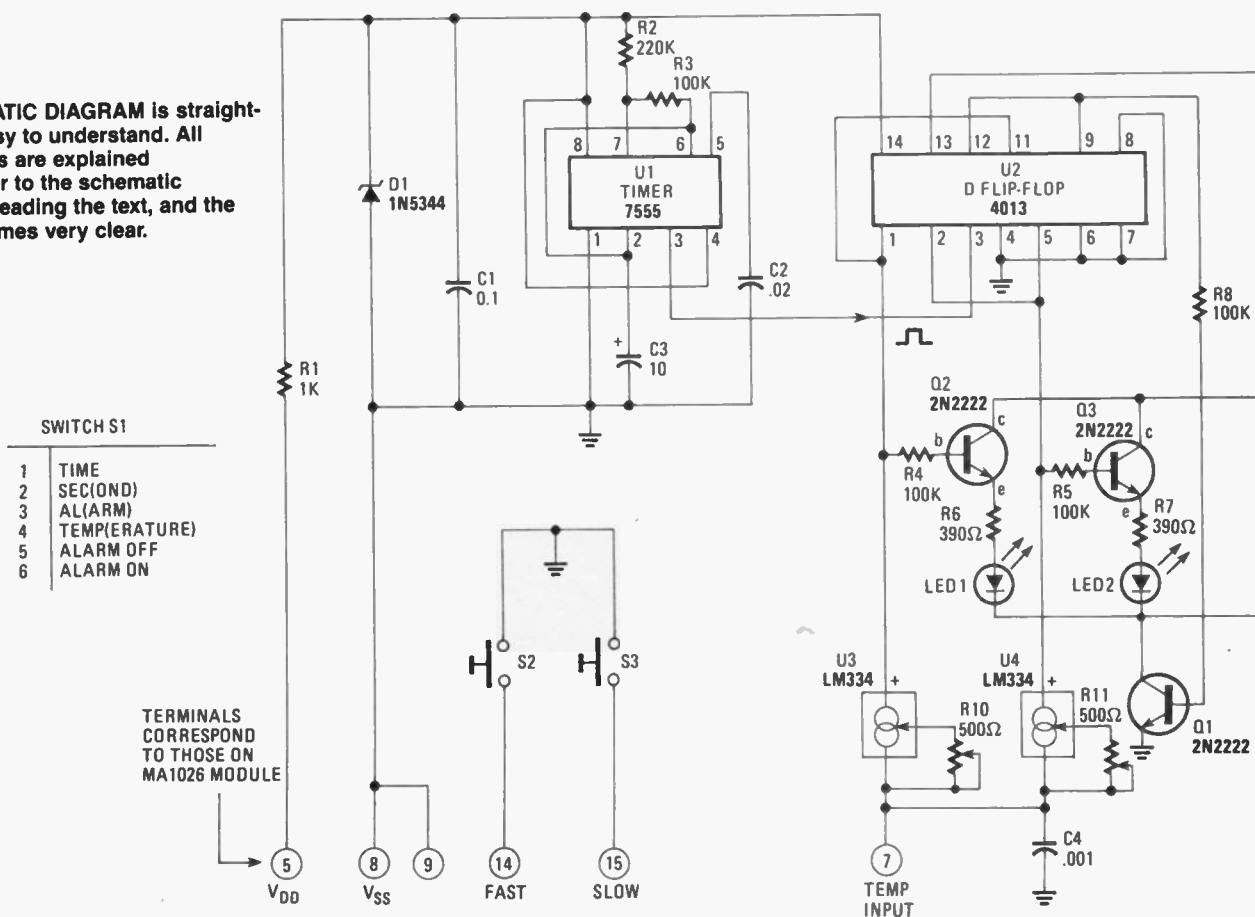 ATIC DIAGRAM is straight-
sy to understand. All
s are explained
r to the schematic
eading the text, and the
mes very clear.
R2
220K
R3
100K
8
7
6
5
U1
TIMER
7555
1
2
3
4
D1
1N5344
C1
0.1
C2
.02
+
C3
10
R1
1K
14
13
12
11
9
8
U2
D FLIP-FLOP
4013
1
2
3
4
5
6
7
R8
100K
SWITCH S1
1 TIME
2 SEC(OND)
3 AL(ARM)
4 TEMP(ERATURE)
5 ALARM OFF
6 ALARM ON
Q2
2N2222
c
b
e
R4
100K
R6
390Ω
LED1
Q3
2N2222
c
b
e
R5
100K
R7
390Ω
LED2
S2
S3
U3
LM334
+
R10
500Ω
U4
LM334
+
R11
500Ω
Q1
2N2222
TERMINALS
CORRESPOND
TO THOSE ON
MA1026 MODULE
5
VDD
8
VSS
9
14
FAST
15
SLOW
7
TEMP
INPUT
C4
.001